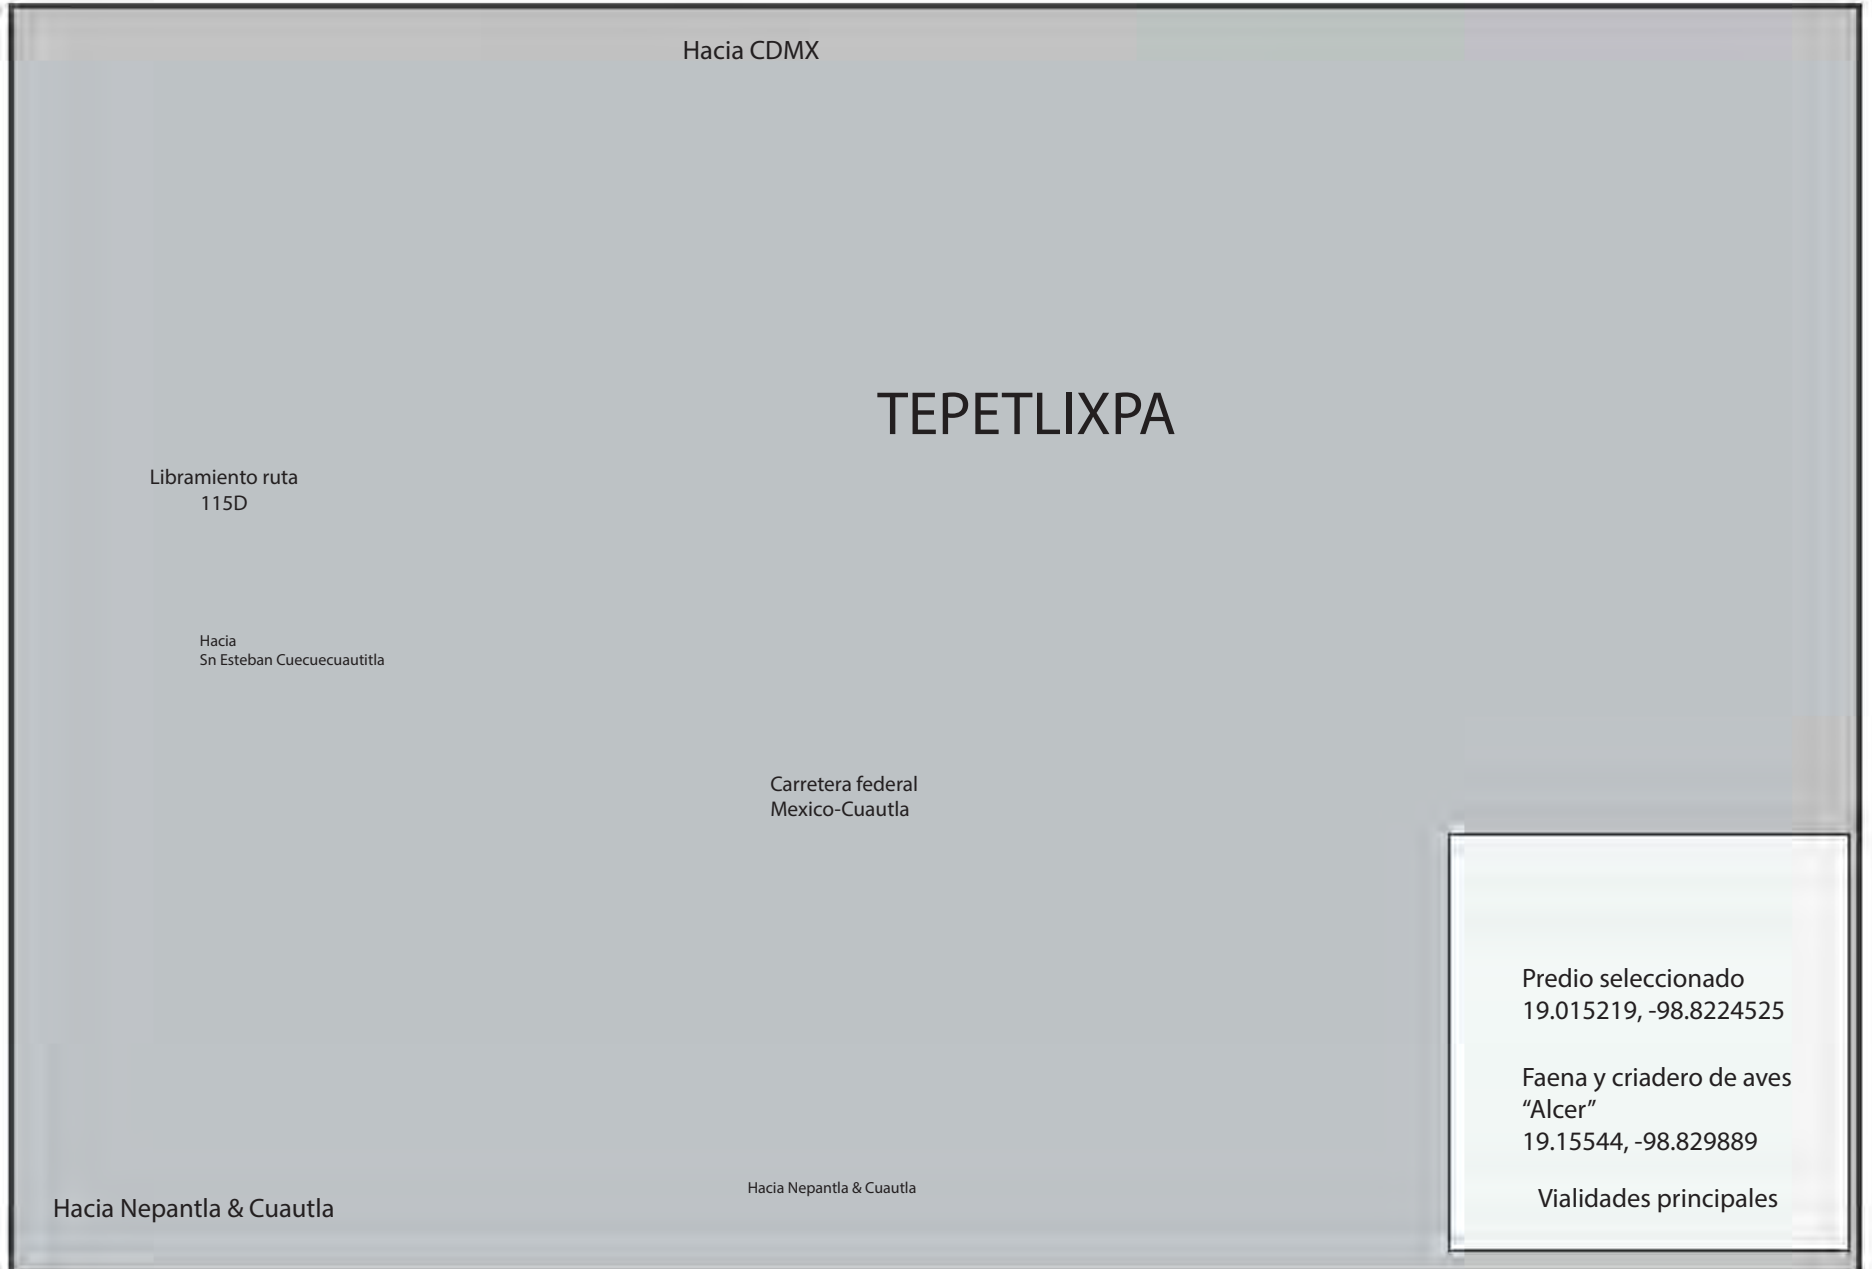 Hacia CDMX
TEPETLIXPA
Libramiento ruta
115D
Hacia
Sn Esteban Cuecuecuautitla
Carretera federal
Mexico-Cuautla
Predio seleccionado
19.015219, -98.8224525
Faena y criadero de aves
“Alcer”
19.15544, -98.829889
Vialidades principales
Hacia Nepantla & Cuautla
Hacia Nepantla & Cuautla